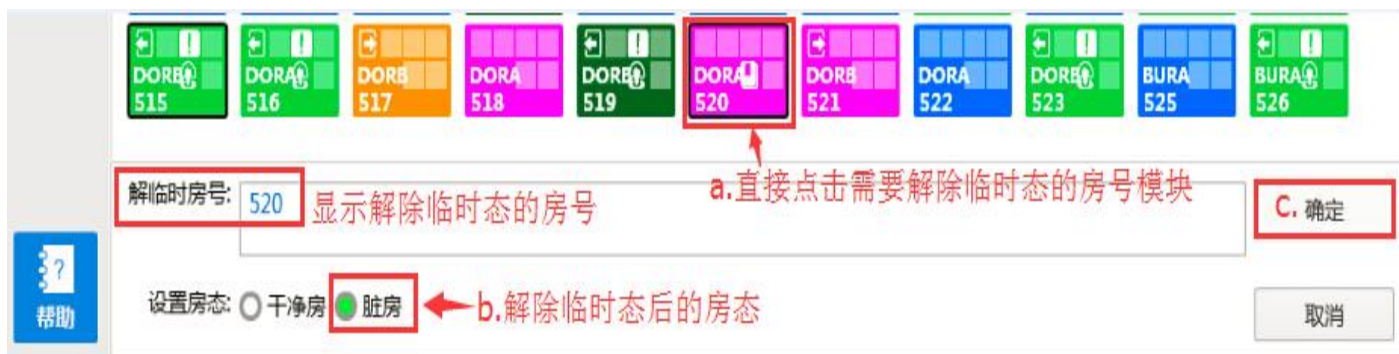 DORB DORA DORB DORA DORB DORA DORB DORA DORB BURA BURA
515 516 517 518 519 520 521 522 523 525 526
a.直接点击需要解除临时态的房号模块
解临时房号: 520 显示解除临时态的房号
C. 确定
?
帮助
设置房态: 干净房 脏房 b.解除临时态后的房态
取消